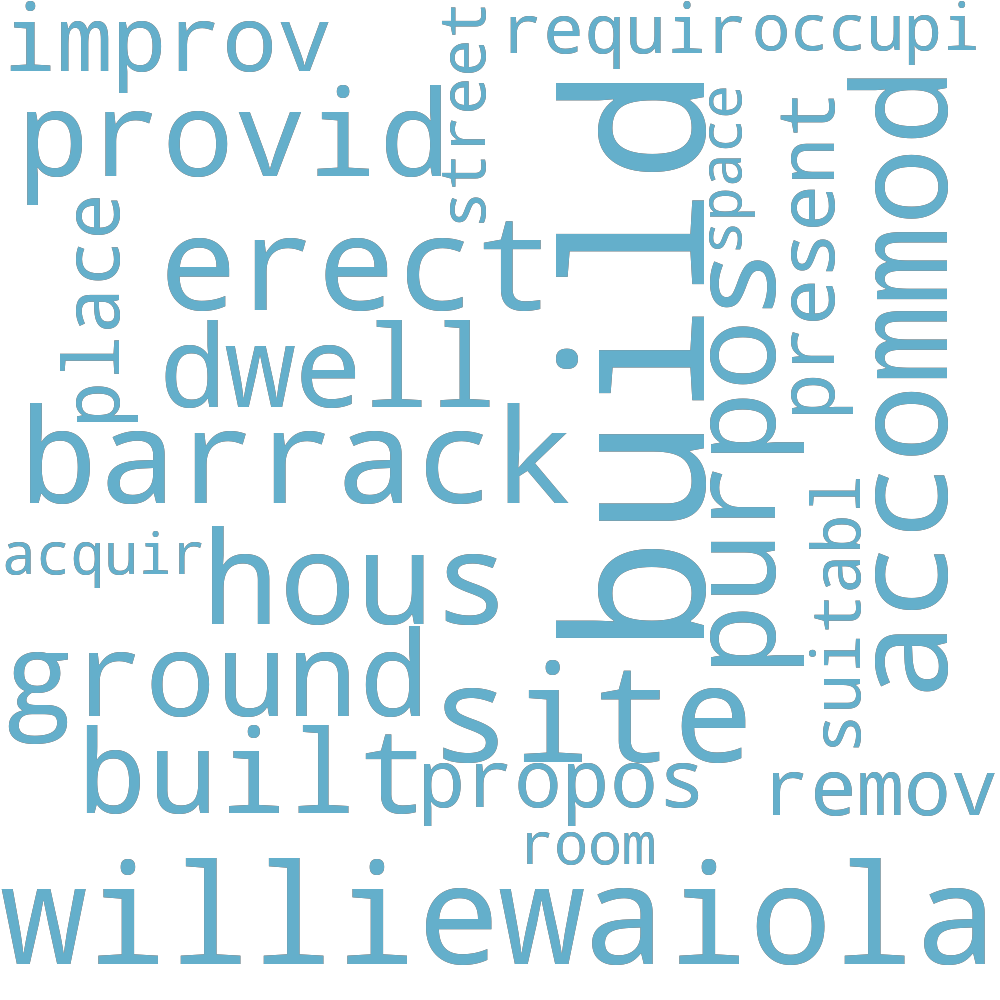 improv
street
requir
occupi
provid
build
space
present
accommod
place
erect
purpos
dwell
barrack
suitabl
acquir
hous
ground
site
built
propos
remov
room
williewaiola